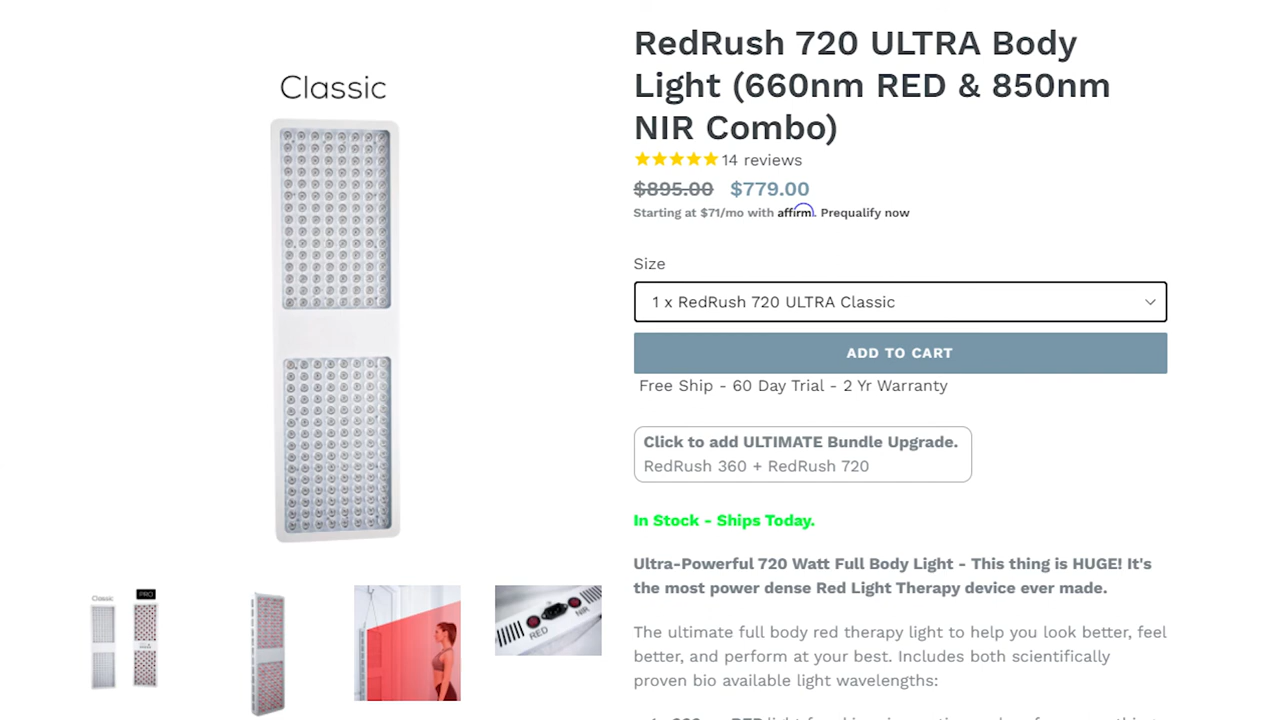 Classic
RedRush 720 ULTRA Body
Light (660nm RED & 850nm
NIR Combo)
14 reviews
$895.00 $779.00
Starting at $71/mo with affirm. Prequalify now
Size
1 x RedRush 720 ULTRA Classic
ADD TO CART
Free Ship - 60 Day Trial - 2 Yr Warranty
Click to add ULTIMATE Bundle Upgrade.
RedRush 360 + RedRush 720
In Stock - Ships Today.
Ultra-Powerful 720 Watt Full Body Light - This thing is HUGE! It's
the most power dense Red Light Therapy device ever made.
The ultimate full body red therapy light to help you look better, feel
better, and perform at your best. Includes both scientifically
proven bio available light wavelengths:
Classic
PRO
RED
NIR